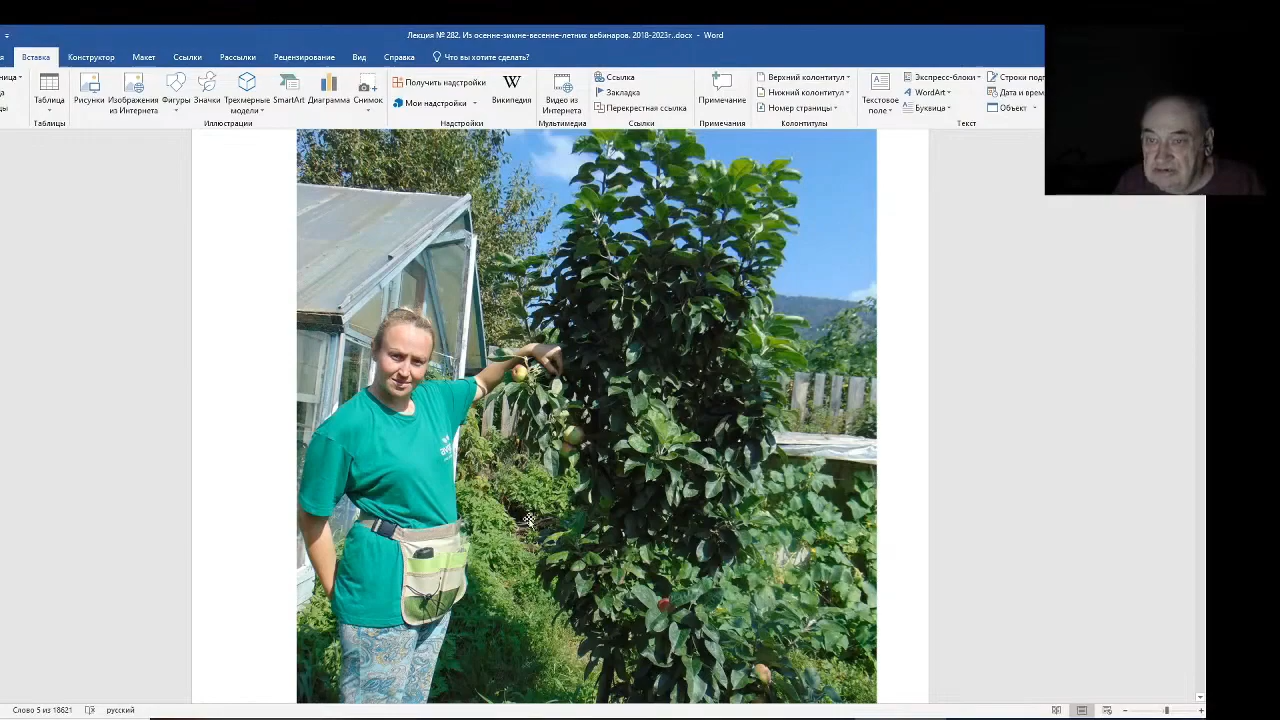 Лекция № 282. Из осенне-зимне-весенне-летних вебинаров. 2018-2023г..docx - Word
Вставка Конструктор Макет Ссылки Рассылки Рецензирование Вид Справка Что вы хотите сделать?
Таблица
Таблицы
Рисунки
Изображения из Интернета
Фигуры
Значки
Трехмерные модели
SmartArt
Диаграмма
Снимок
Иллюстрации
Получить надстройки
Мои надстройки
Википедия
Надстройки
Видео из Интернета
Мультимедиа
Ссылка
Закладка
Перекрестная ссылка
Ссылки
Примечание
Примечания
Верхний колонтитул
Нижний колонтитул
Номер страницы
Колонтитулы
Текстовое поле
Экспресс-блоки
WordArt
Буквица
Строки под
Дата и врем
Объект
Текст
Слово 5 из 18621 русский